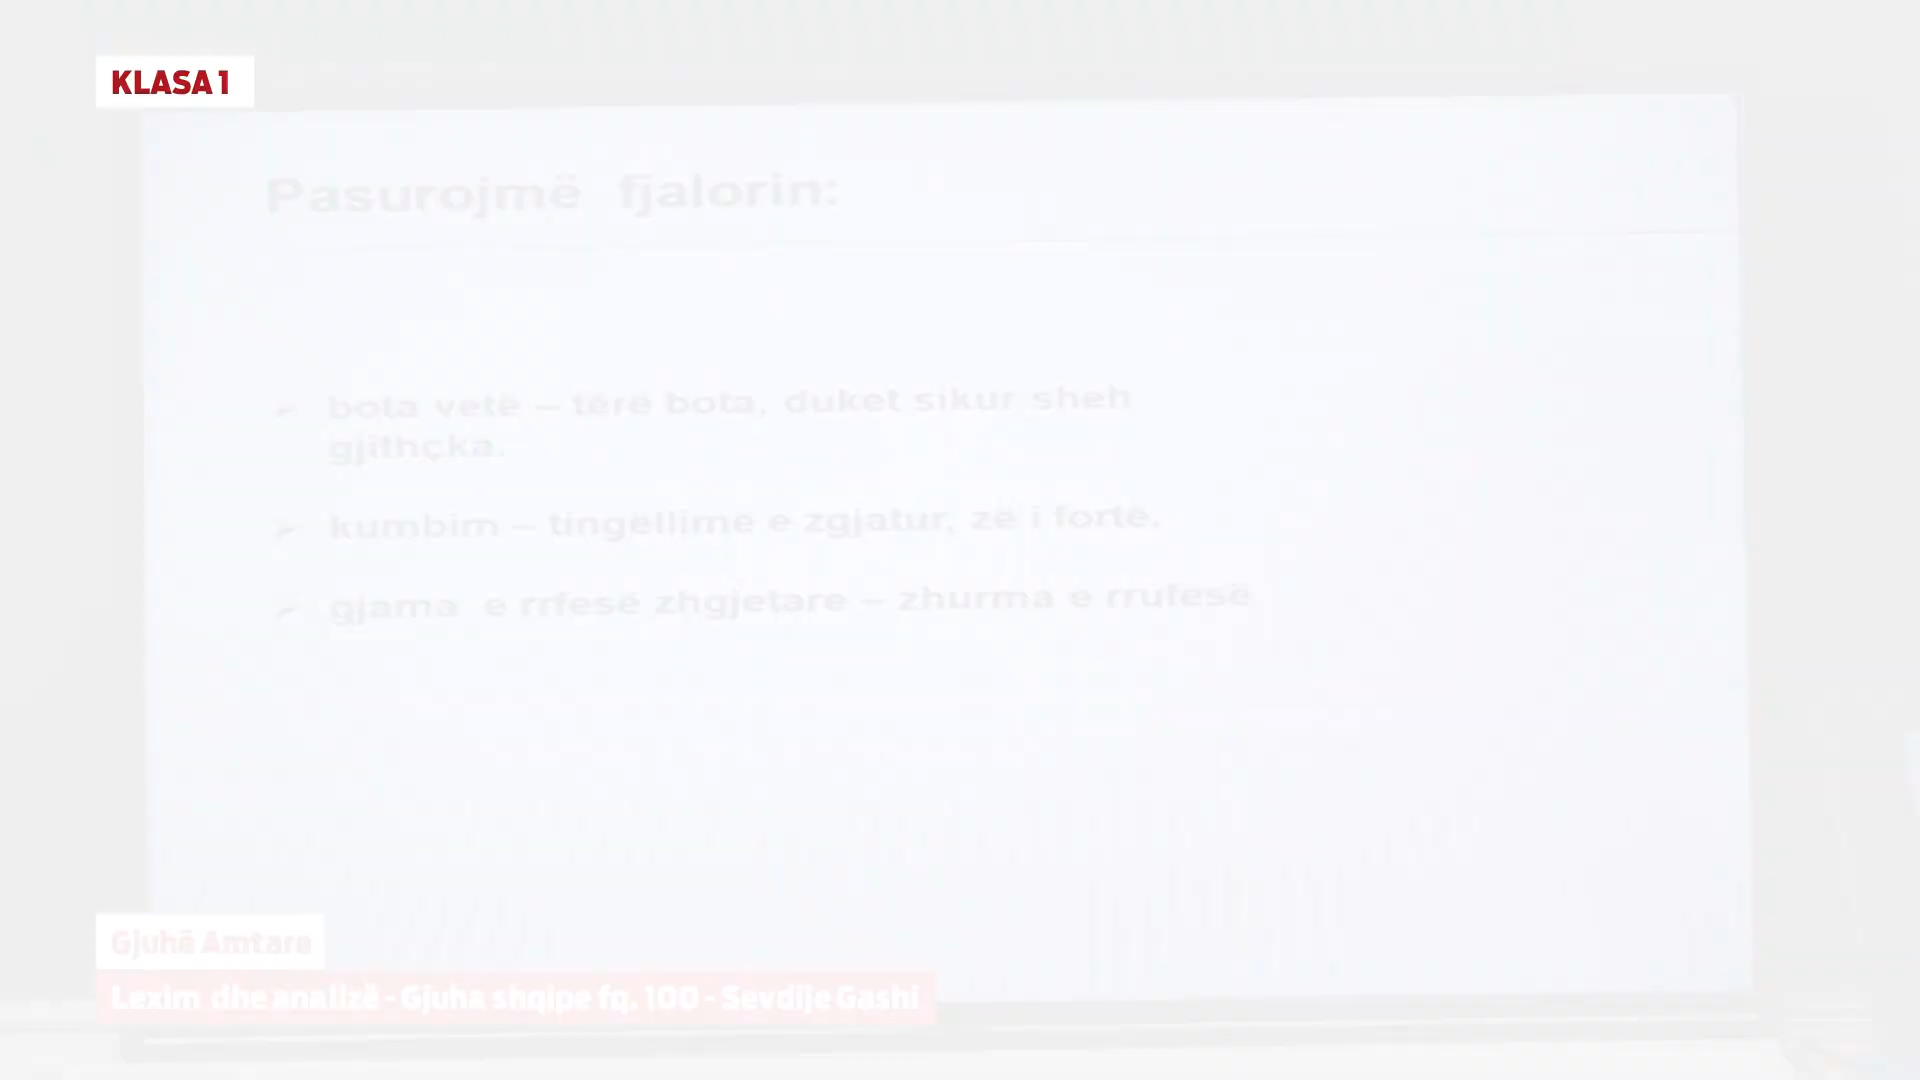 KLASA 1
Pasurojmë fjalorin:
➢ bota vetë – tërë bota, duket sikur sheh
gjithçka.
➢ kumbim – tingëllime e zgjatur, zë i fortë.
➢ gjama e rrfesë zhgjetare – zhurma e rrufesë
Gjuhë Amtare
Lexim dhe analizë - Gjuha shqipe fq. 100 - Sevdije Gashi